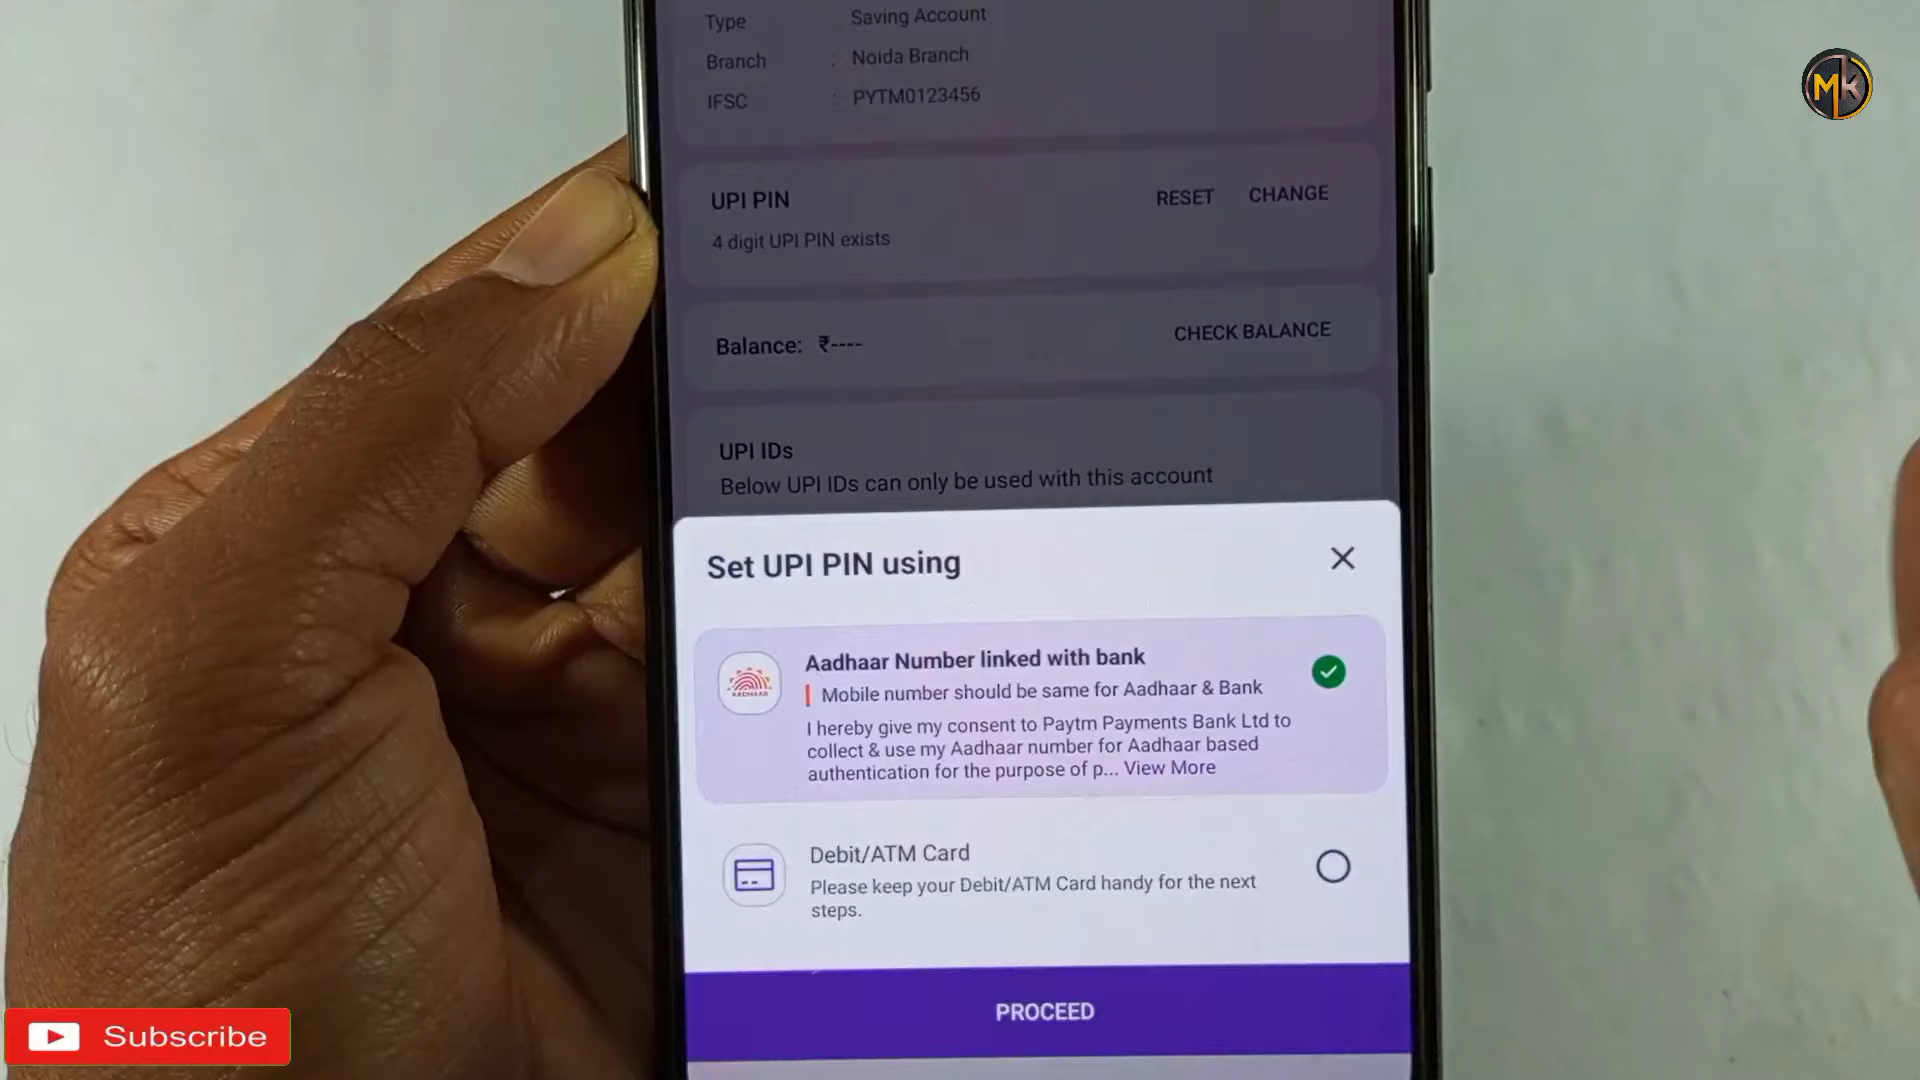 Type Saving Account
Branch : Noida Branch
IFSC : PYTM0123456
UPI PIN RESET CHANGE
4 digit UPI PIN exists
Balance: ₹---- CHECK BALANCE
UPI IDs
Below UPI IDs can only be used with this account
Set UPI PIN using
AADHAAR
Aadhaar Number linked with bank
Mobile number should be same for Aadhaar & Bank
I hereby give my consent to Paytm Payments Bank Ltd to
collect & use my Aadhaar number for Aadhaar based
authentication for the purpose of p... View More
Debit/ATM Card
Please keep your Debit/ATM Card handy for the next
steps.
PROCEED
Mk
Subscribe